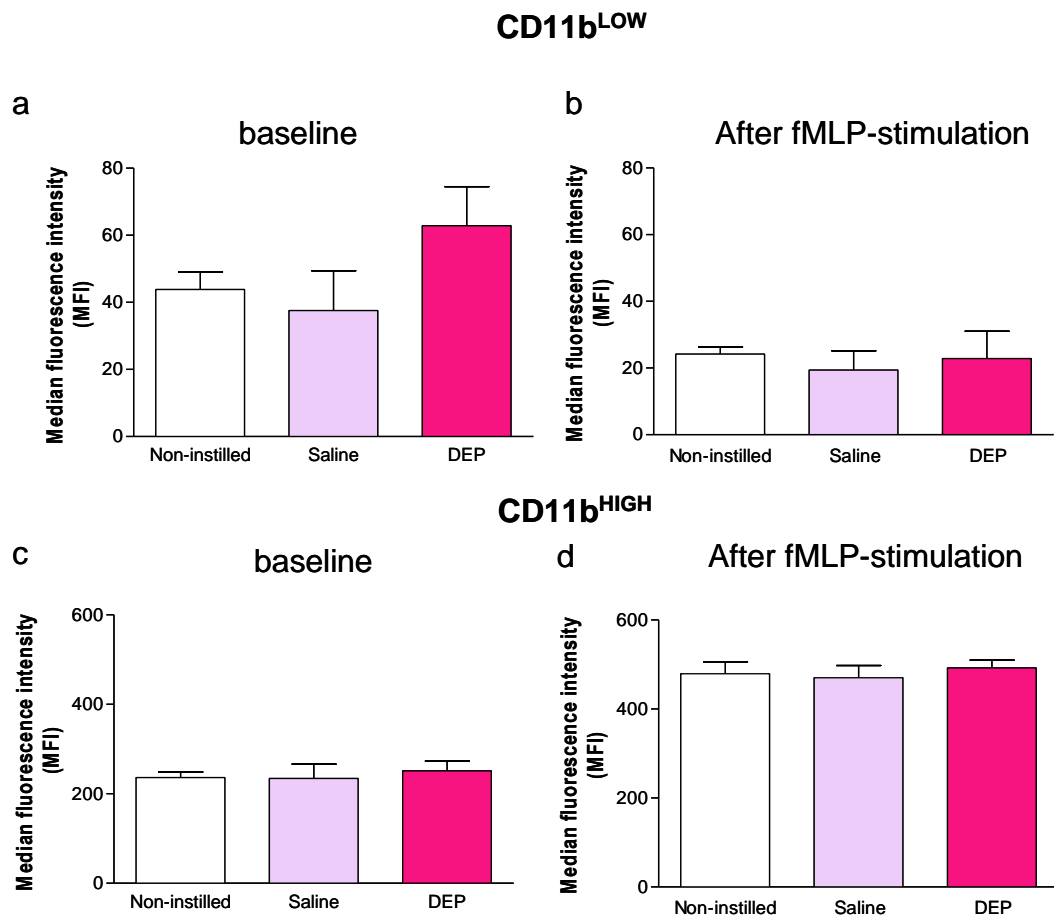 CD11bLOW
a
baseline
Median fluorescence intensity
(MFI)
80
60
40
20
0
Non-instilled Saline DEP
b
After fMLP-stimulation
Median fluorescence intensity
(MFI)
80
60
40
20
0
Non-instilled Saline DEP
CD11bHIGH
c
baseline
Median fluorescence intensity
(MFI)
600
400
200
0
Non-instilled Saline DEP
d
After fMLP-stimulation
Median fluorescence intensity
(MFI)
600
400
200
0
Non-instilled Saline DEP